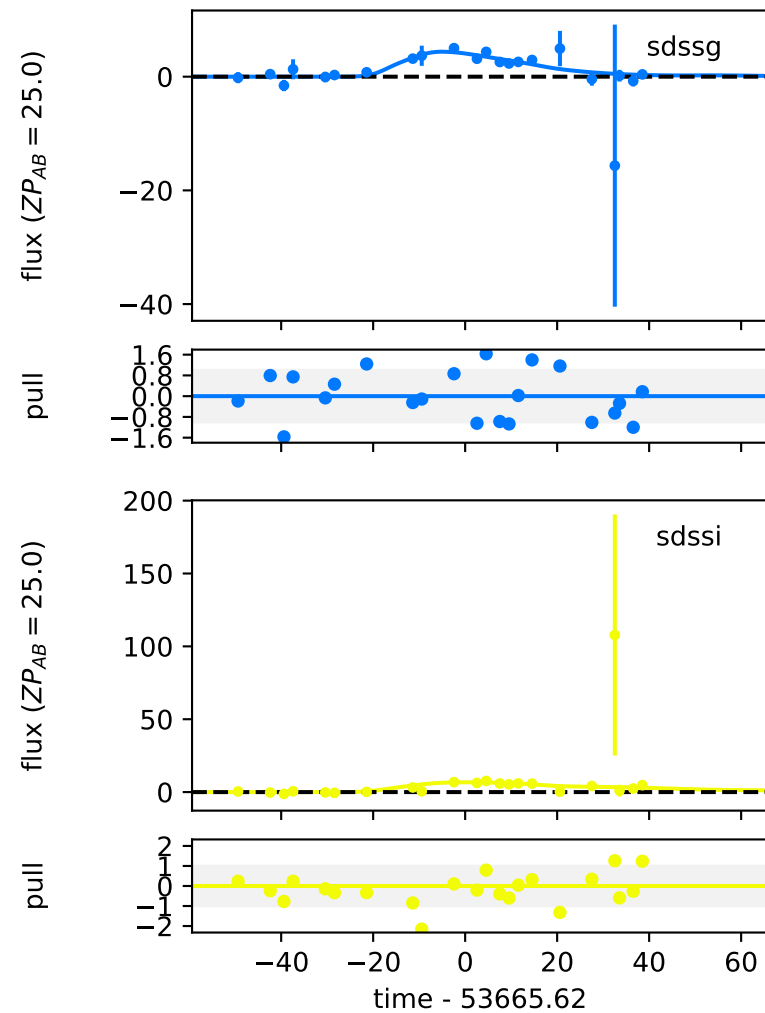 sdssg
flux (ZP_AB = 25.0)
0
−20
−40
pull
1.6
0.8
0.0
−0.8
−1.6
sdssi
flux (ZP_AB = 25.0)
200
150
100
50
0
pull
2
1
0
−1
−2
−40 −20 0 20 40 60
time - 53665.62